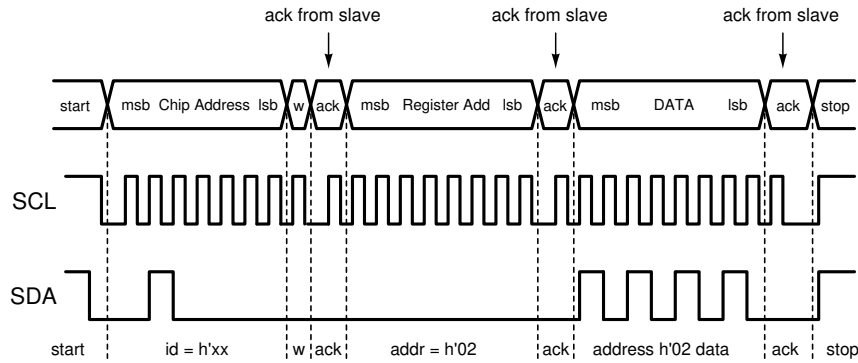 ack from slave ack from slave ack from slave
start msb Chip Address lsb w ack msb Register Add lsb ack msb DATA lsb ack stop
SCL
SDA
start id = h'xx w ack addr = h'02 ack address h'02 data ack stop